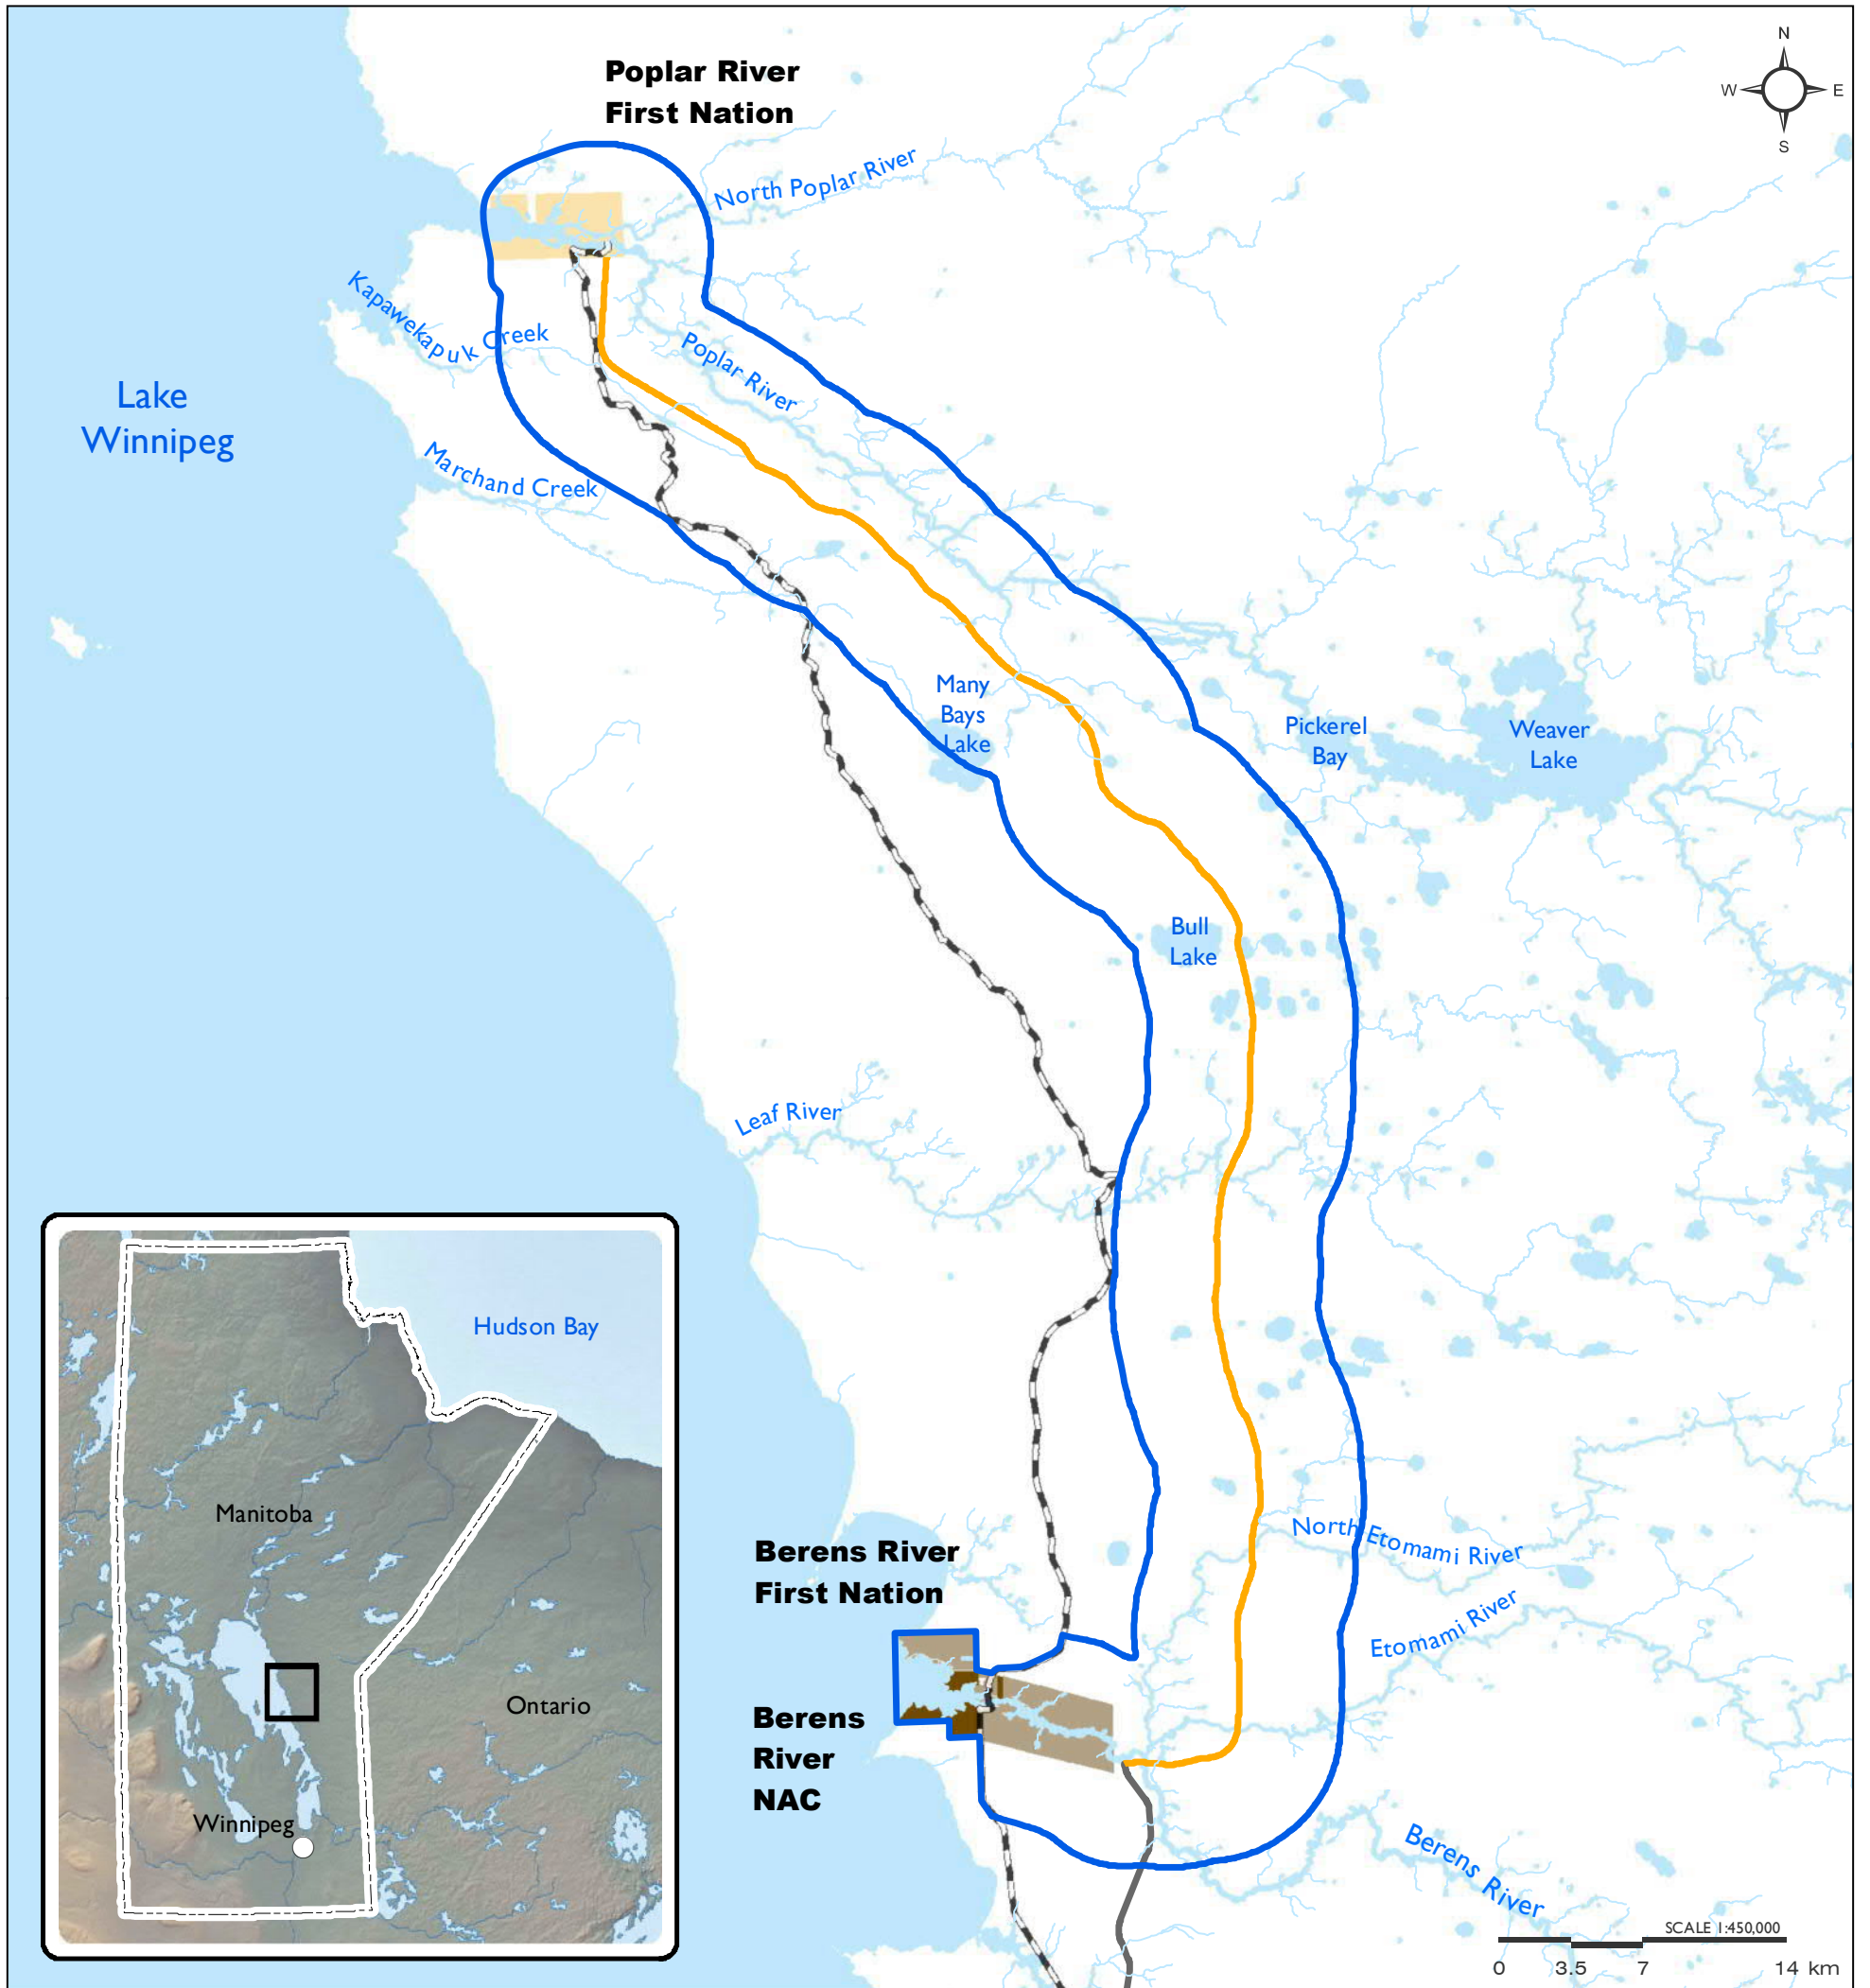 Poplar River
First Nation
N
W
E
S
North Poplar River
Kapawekapuk Creek
Poplar River
Lake
Winnipeg
Marchand Creek
Many
Bays
Lake
Pickerel
Bay
Weaver
Lake
Bull
Lake
Leaf River
Hudson Bay
Manitoba
Ontario
Winnipeg
North Etomami River
Berens River
First Nation
Etomami River
Berens
River
NAC
Berens River
SCALE 1:450,000
0 3.5 7 14 km